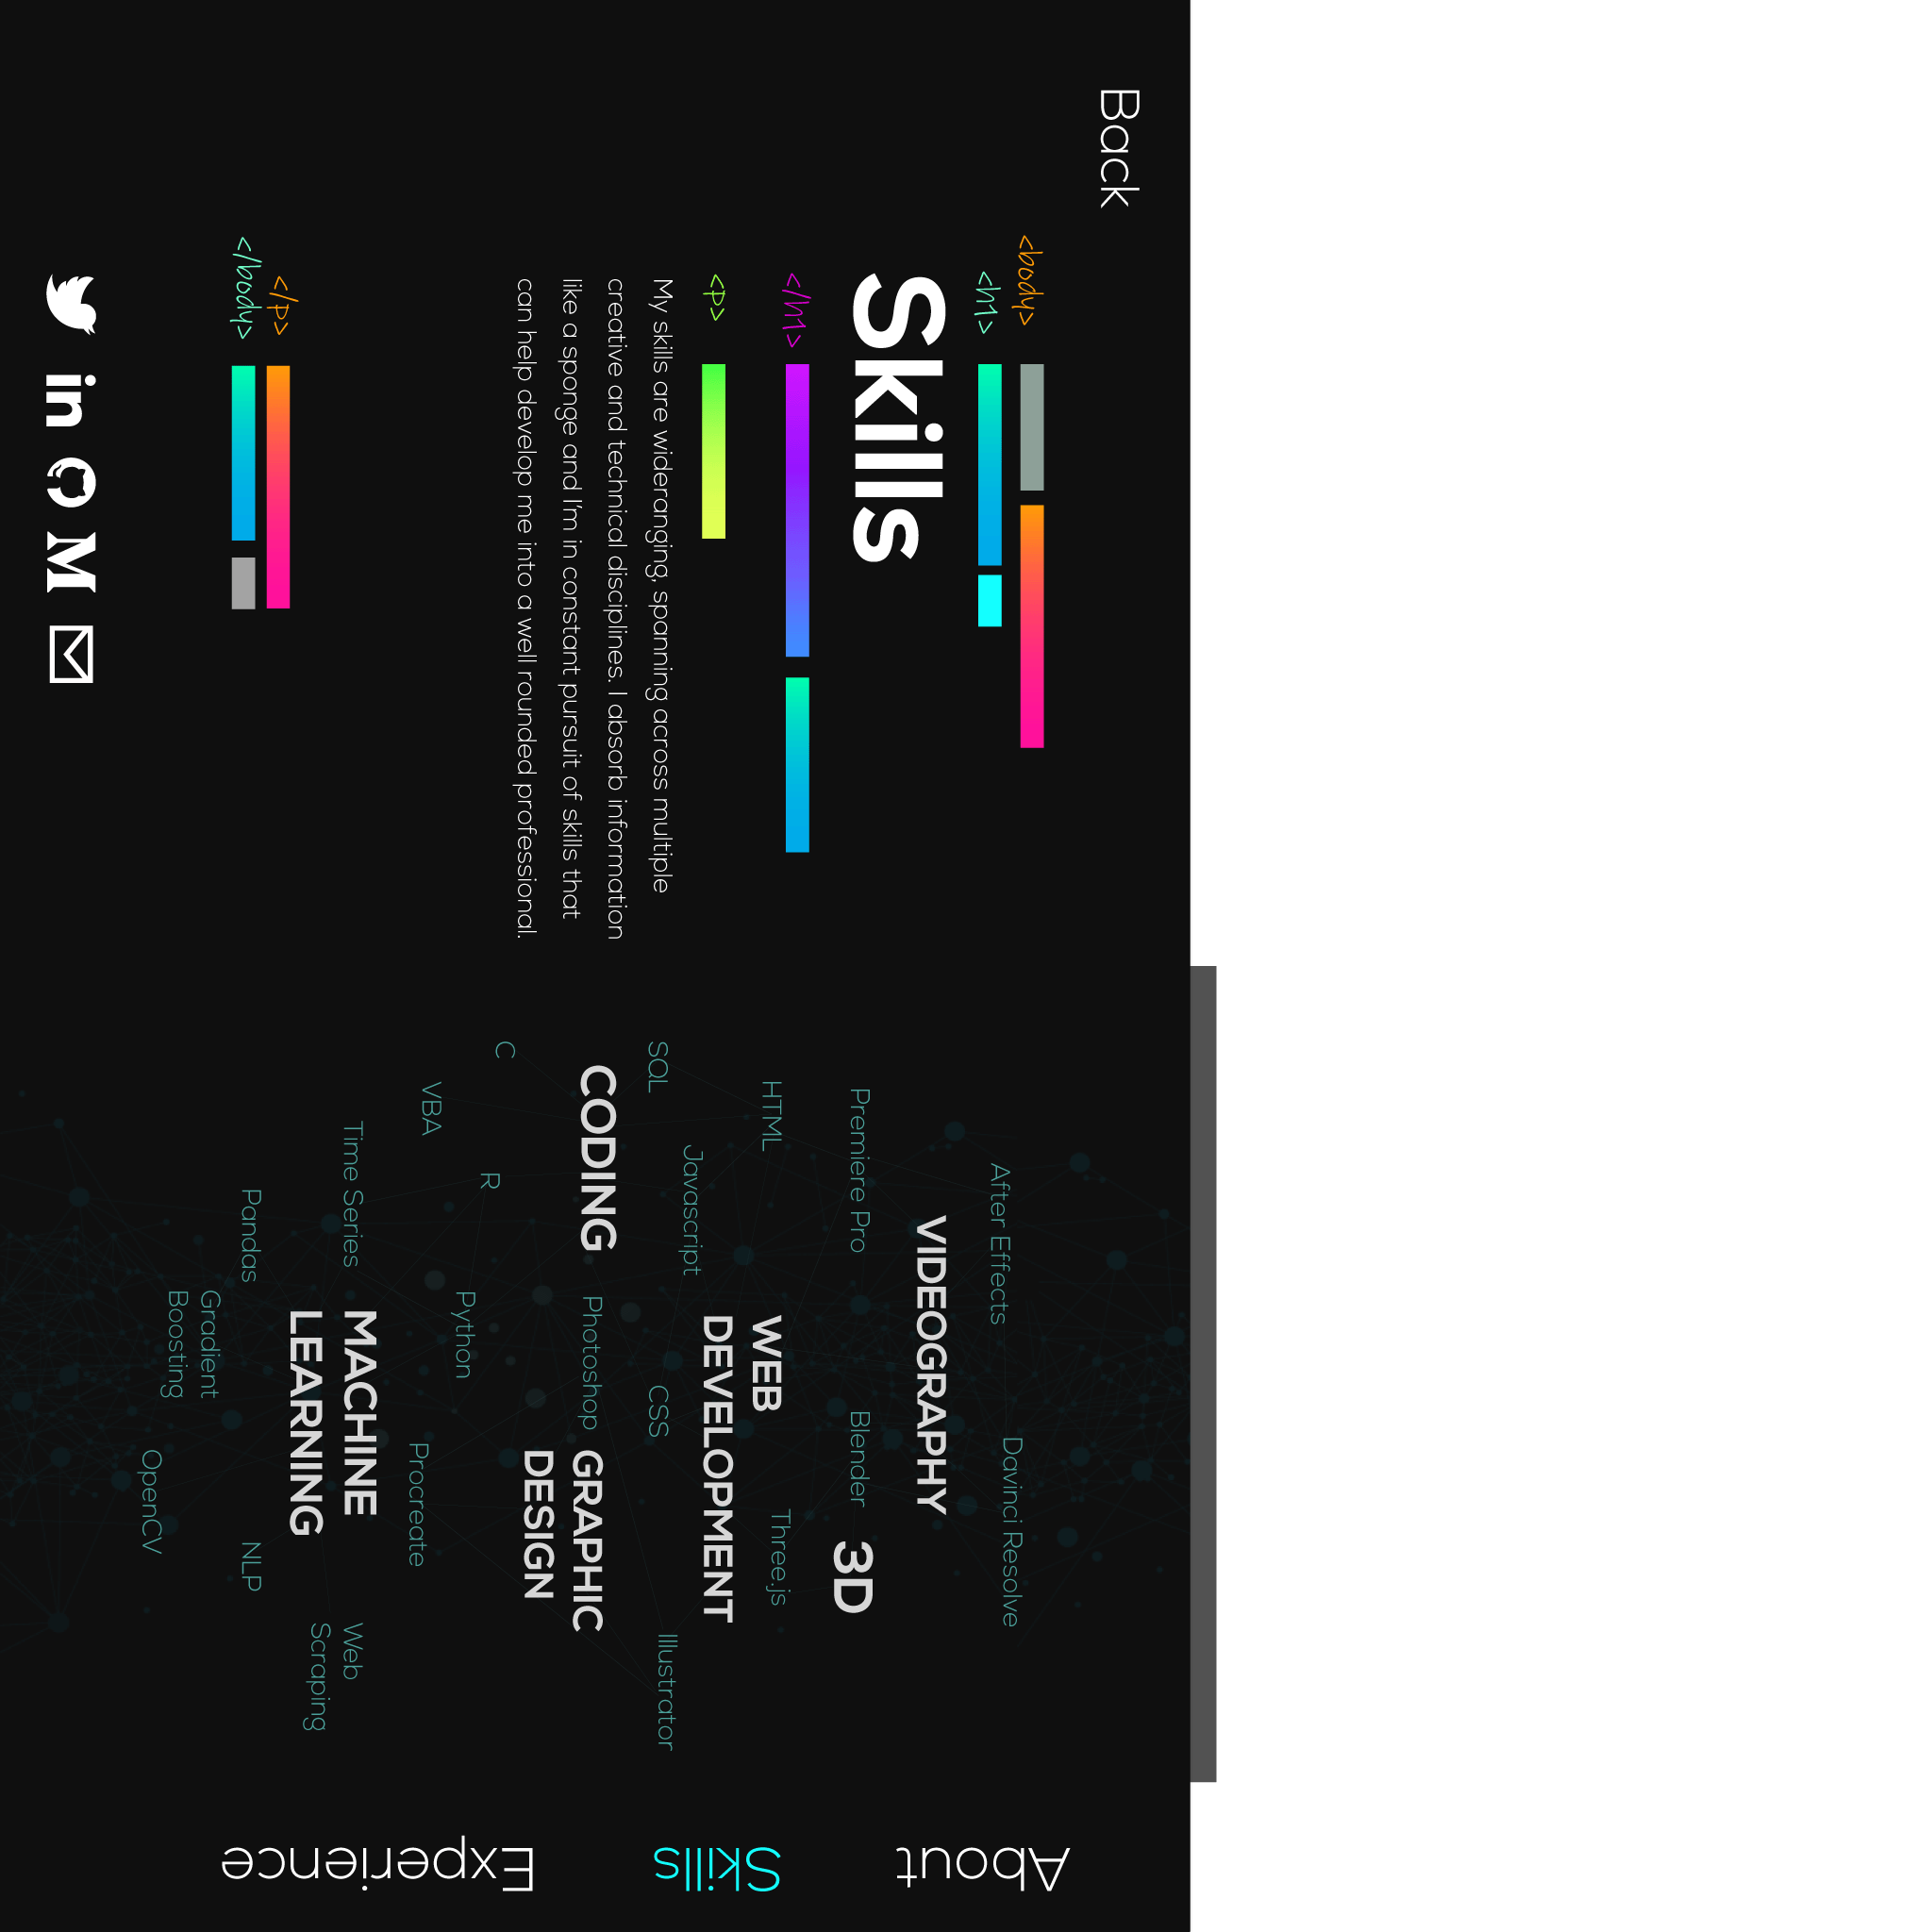 Back
<body>
<h1>
Skills
</h1>
<p>
My skills are wideranging, spanning across multiple
creative and technical disciplines. I absorb information
like a sponge and I'm in constant pursuit of skills that
can help develop me into a well rounded professional.
</p>
</body>
in
M
After Effects
Davinci Resolve
VIDEOGRAPHY
Premiere Pro
Blender
3D
HTML
Three.js
WEB
DEVELOPMENT
Javascript
SQL
CSS
Illustrator
CODING
Photoshop
GRAPHIC
DESIGN
C
R
Python
VBA
Procreate
Time Series
MACHINE
LEARNING
Web
Scraping
Pandas
NLP
Gradient
Boosting
OpenCV
About
Skills
Experience